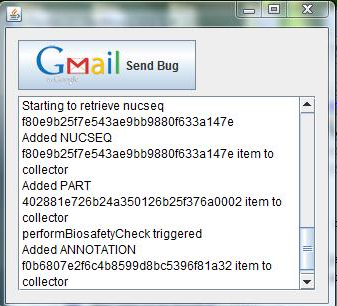 Gmail Send Bug
by Google
Starting to retrieve nucseq
f80e9b25f7e543ae9bb9880f633a147e
Added NUCSEQ
f80e9b25f7e543ae9bb9880f633a147e item to
collector
Added PART
402881e726b24a350126b25f376a0002 item to
collector
performBiosafetyCheck triggered
Added ANNOTATION
f0b6807e2f6c4b8599d8bc5396f81a32 item to
collector